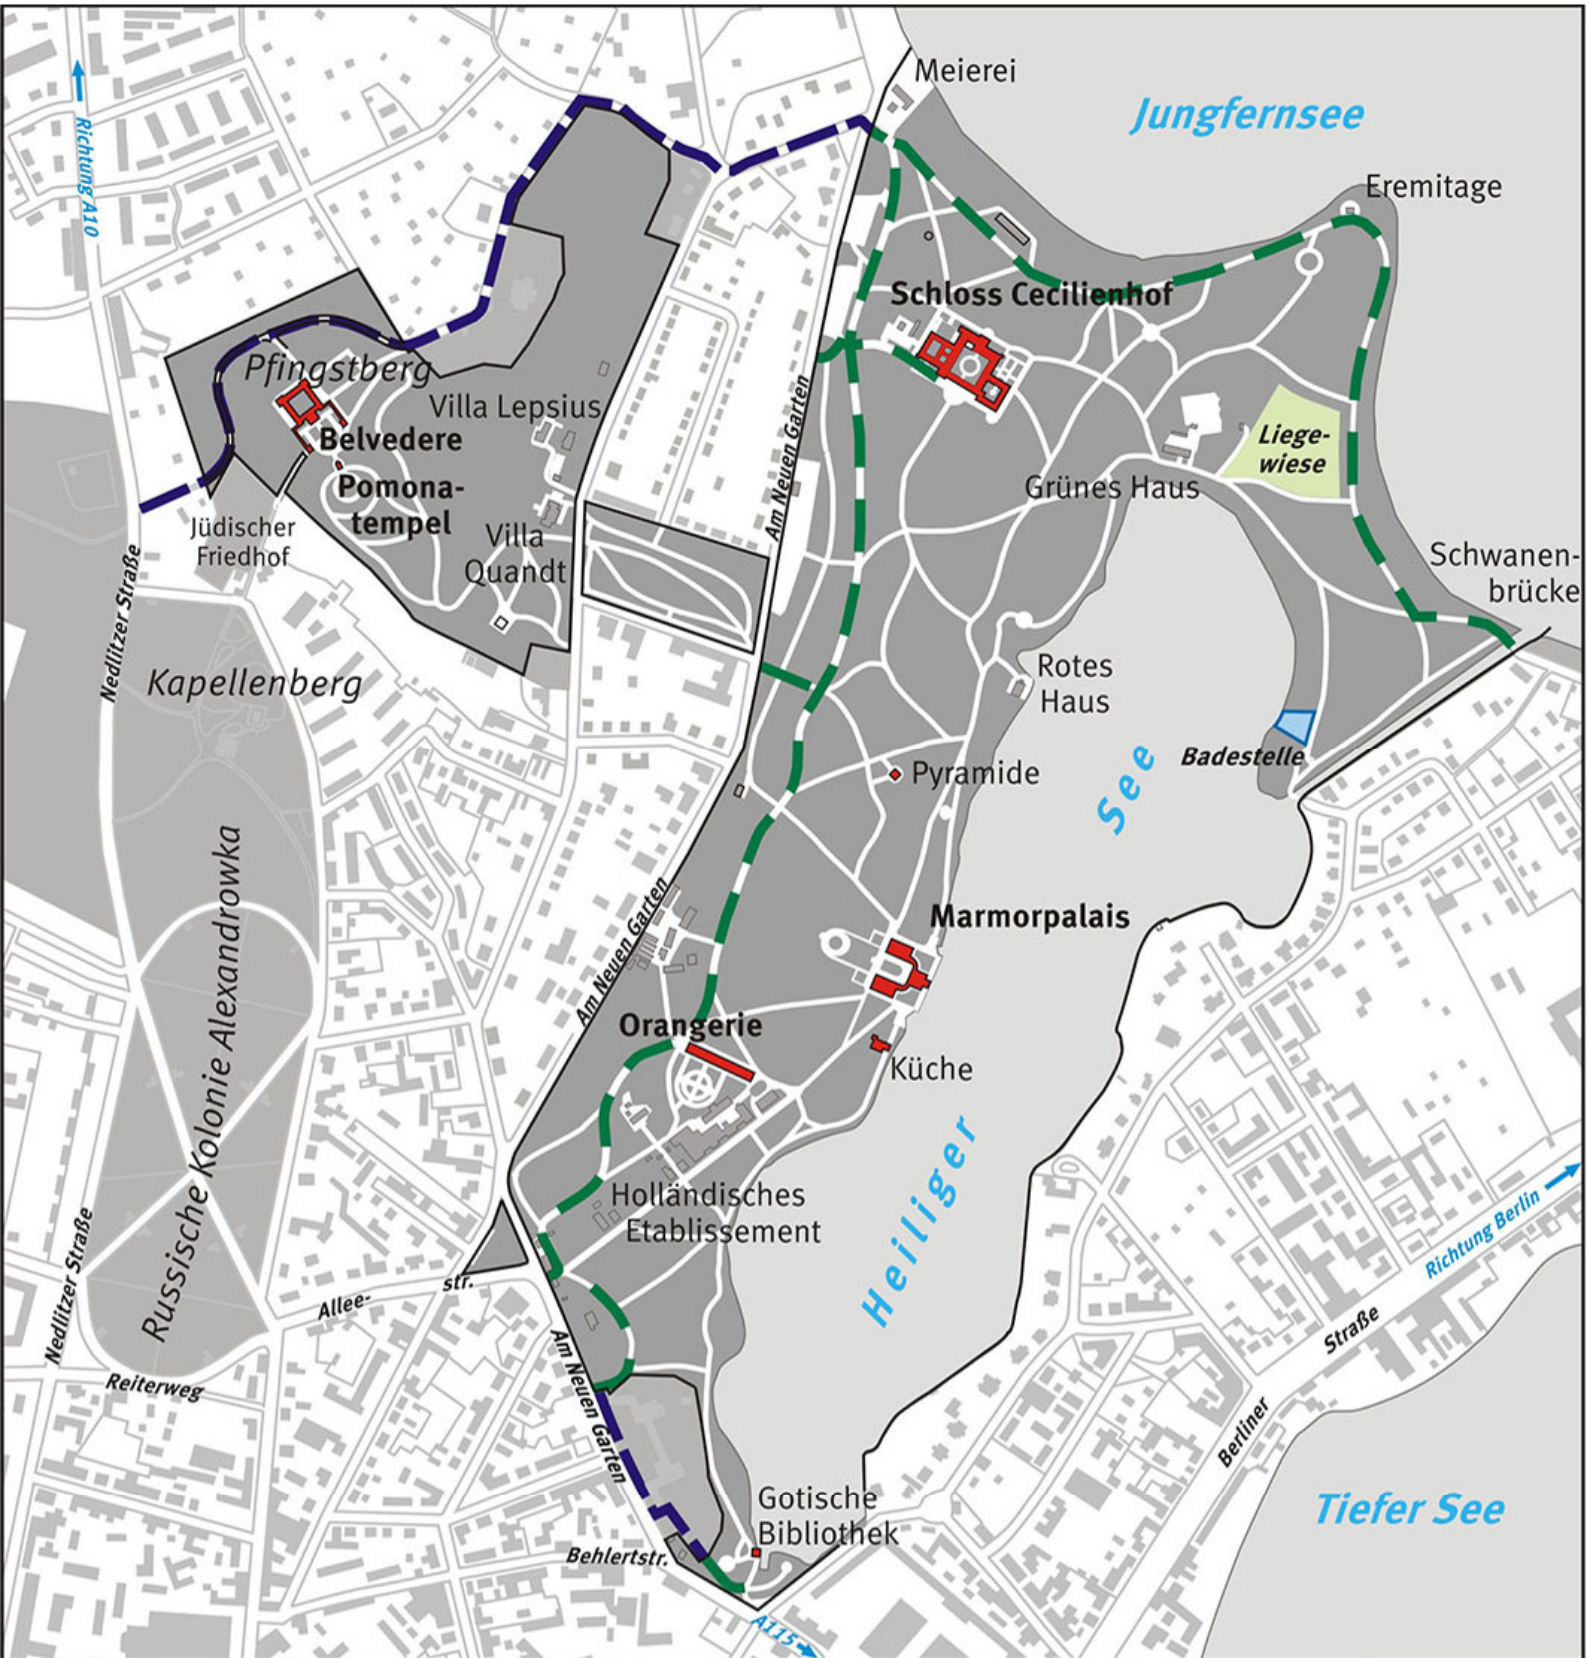 Meierei
Jungfernsee
Richtung A10
Eremitage
Schloss Cecilienhof
Pfingstberg
Villa Lepsius
Belvedere
Am Neuen Garten
Liege-
wiese
Pomona-
tempel
Grünes Haus
Jüdischer
Friedhof
Villa
Quandt
Schwanen-
brücke
Nedlitzer Straße
Kapellenberg
Rotes
Haus
Badestelle
See
Pyramide
Russische Kolonie Alexandrowka
Am Neuen Garten
Marmorpalais
Orangerie
Küche
Heiliger
Holländisches
Etablissement
Nedlitzer Straße
Allee-
str.
Richtung Berlin
Straße
Berliner
Reiterweg
Am Neuen Garten
Gotische
Bibliothek
Tiefer See
Behlertstr.
A115